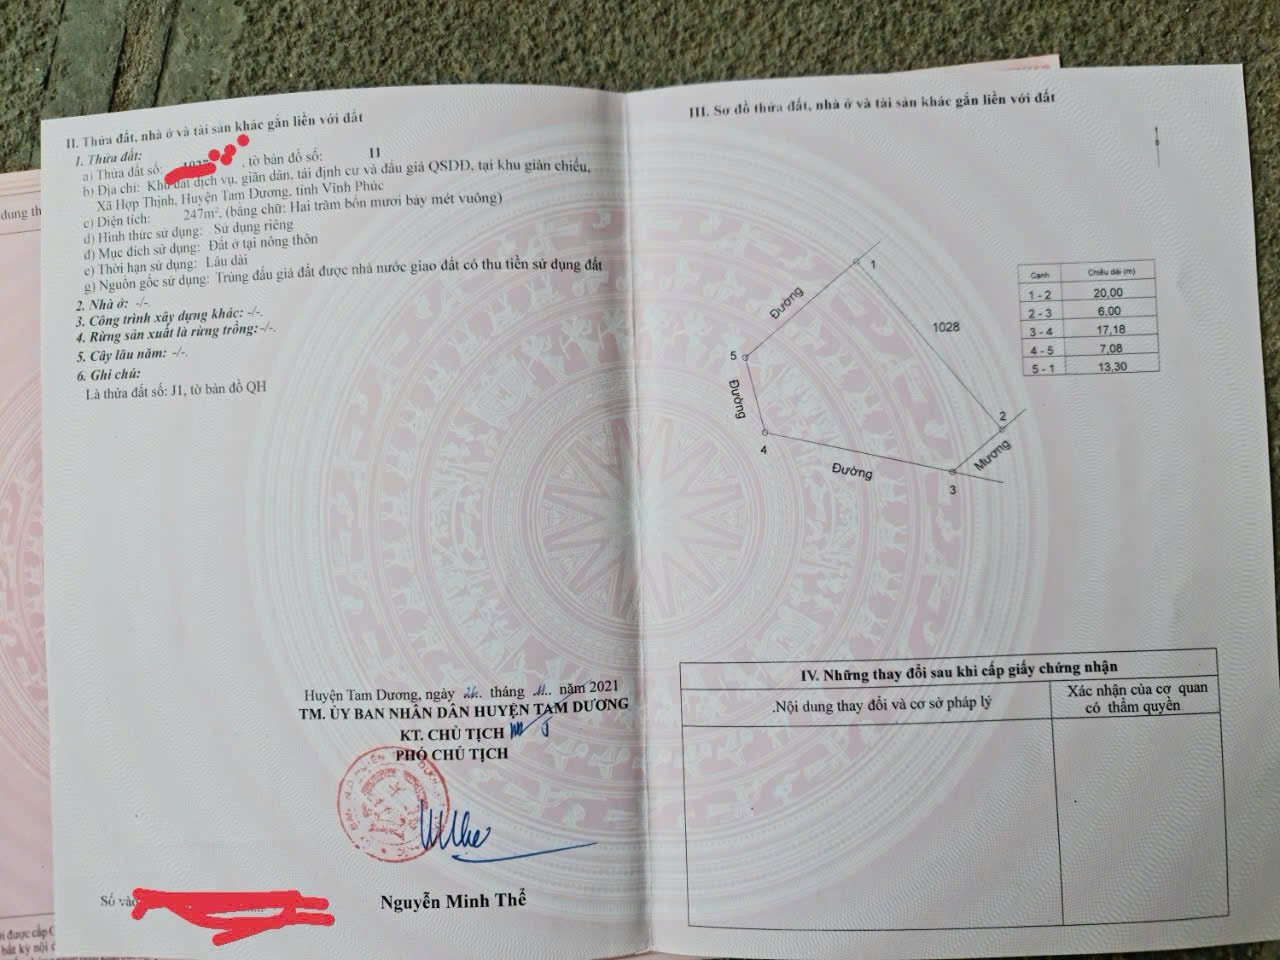 II. Thửa đất, nhà ở và tài sản khác gắn liền với đất
1. Thửa đất:
a) Thửa đất số: , tờ bản đồ số: 11
b) Địa chỉ: Khu đất dịch vụ, giãn dân, tái định cư và đấu giá QSDĐ, tại khu giàn chiếu,
Xã Hợp Thịnh, Huyện Tam Dương, tỉnh Vĩnh Phúc
c) Diện tích: 247m², (bằng chữ: Hai trăm bốn mươi bảy mét vuông)
d) Hình thức sử dụng: Sử dụng riêng
đ) Mục đích sử dụng: Đất ở tại nông thôn
e) Thời hạn sử dụng: Lâu dài
g) Nguồn gốc sử dụng: Trúng đấu giá đất được nhà nước giao đất có thu tiền sử dụng đất
2. Nhà ở: -/-.
3. Công trình xây dựng khác: -/-.
4. Rừng sản xuất là rừng trồng:-/-.
5. Cây lâu năm: -/-.
6. Ghi chú:
Là thửa đất số: J1, tờ bản đồ QH
Huyện Tam Dương, ngày 26. tháng .11.. năm 2021
TM. ỦY BAN NHÂN DÂN HUYỆN TAM DƯƠNG
KT. CHỦ TỊCH
PHÓ CHỦ TỊCH
Nguyễn Minh Thể
Số vào
III. Sơ đồ thửa đất, nhà ở và tài sản khác gắn liền với đất
1
Đường
1028
5
Đường
2
4
Đường
Mương
3
Cạnh Chiều dài (m)
1 - 2 20,00
2 - 3 6,00
3 - 4 17,18
4 - 5 7,08
5 - 1 13,30
IV. Những thay đổi sau khi cấp giấy chứng nhận
.Nội dung thay đổi và cơ sở pháp lý
Xác nhận của cơ quan
có thẩm quyền
dung th
i được cấp G
bất kỳ nội d